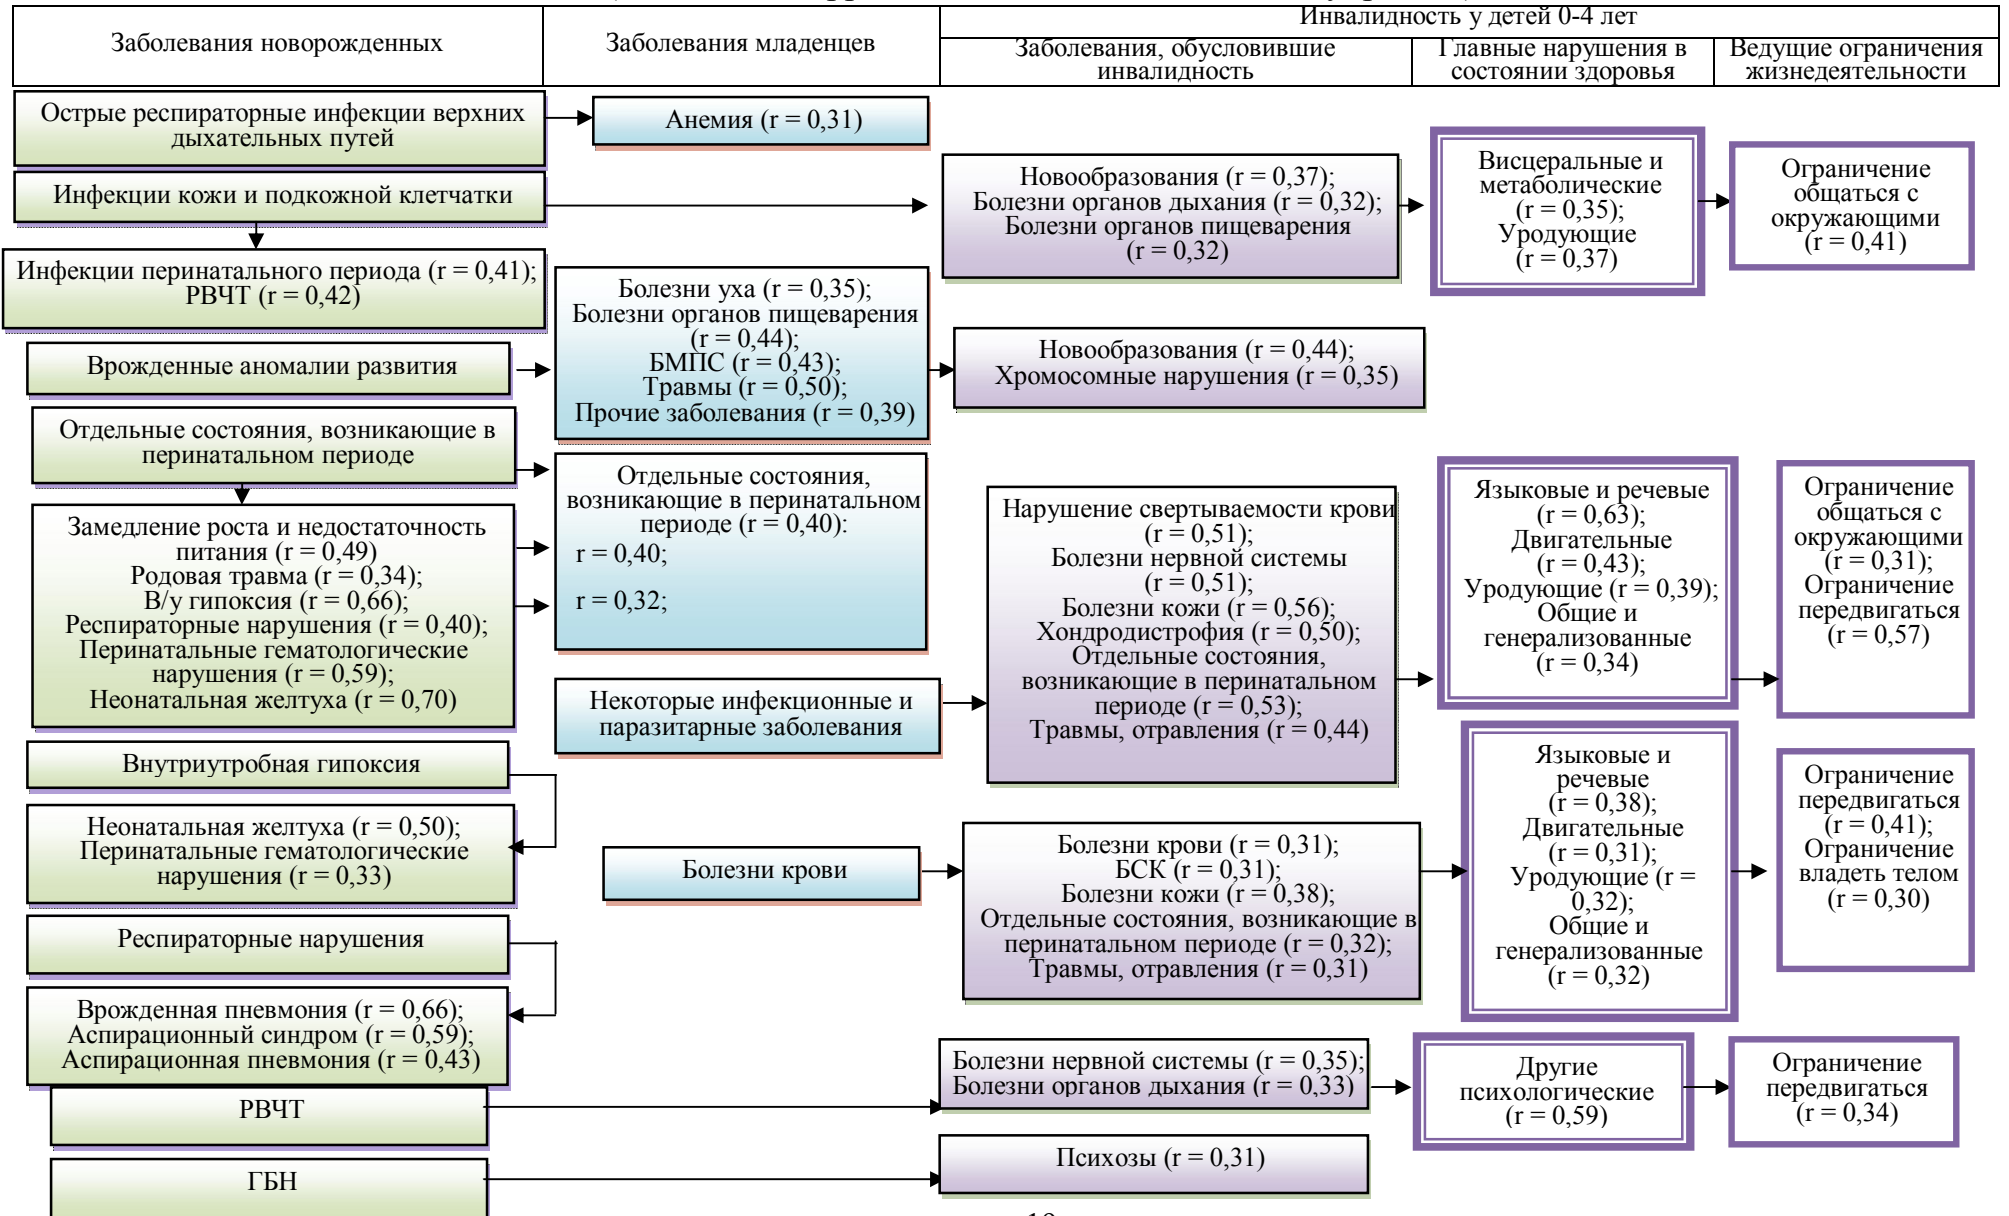 Заболевания новорожденных
Заболевания младенцев
Инвалидность у детей 0-4 лет
Заболевания, обусловившие
инвалидность
Главные нарушения в
состоянии здоровья
Ведущие ограничения
жизнедеятельности
Острые респираторные инфекции верхних
дыхательных путей
Анемия (r = 0,31)
Инфекции кожи и подкожной клетчатки
Новообразования (r = 0,37);
Болезни органов дыхания (r = 0,32);
Болезни органов пищеварения
(r = 0,32)
Висцеральные и
метаболические
(r = 0,35);
Уродующие
(r = 0,37)
Ограничение
общаться с
окружающими
(r = 0,41)
Инфекции перинатального периода (r = 0,41);
РВЧТ (r = 0,42)
Болезни уха (r = 0,35);
Болезни органов пищеварения
(r = 0,44);
БМПС (r = 0,43);
Травмы (r = 0,50);
Прочие заболевания (r = 0,39)
Врожденные аномалии развития
Новообразования (r = 0,44);
Хромосомные нарушения (r = 0,35)
Отдельные состояния, возникающие в
перинатальном периоде
Отдельные состояния,
возникающие в перинатальном
периоде (r = 0,40):
r = 0,40;
r = 0,32;
Замедление роста и недостаточность
питания (r = 0,49)
Родовая травма (r = 0,34);
В/у гипоксия (r = 0,66);
Респираторные нарушения (r = 0,40);
Перинатальные гематологические
нарушения (r = 0,59);
Неонатальная желтуха (r = 0,70)
Некоторые инфекционные и
паразитарные заболевания
Нарушение свертываемости крови
(r = 0,51);
Болезни нервной системы
(r = 0,51);
Болезни кожи (r = 0,56);
Хондродистрофия (r = 0,50);
Отдельные состояния,
возникающие в перинатальном
периоде (r = 0,53);
Травмы, отравления (r = 0,44)
Языковые и речевые
(r = 0,63);
Двигательные
(r = 0,43);
Уродующие (r = 0,39);
Общие и
генерализованные
(r = 0,34)
Ограничение
общаться с
окружающими
(r = 0,31);
Ограничение
передвигаться
(r = 0,57)
Внутриутробная гипоксия
Неонатальная желтуха (r = 0,50);
Перинатальные гематологические
нарушения (r = 0,33)
Болезни крови
Болезни крови (r = 0,31);
БСК (r = 0,31);
Болезни кожи (r = 0,38);
Отдельные состояния, возникающие в
перинатальном периоде (r = 0,32);
Травмы, отравления (r = 0,31)
Языковые и
речевые
(r = 0,38);
Двигательные
(r = 0,31);
Уродующие (r =
0,32);
Общие и
генерализованные
(r = 0,32)
Ограничение
передвигаться
(r = 0,41);
Ограничение
владеть телом
(r = 0,30)
Респираторные нарушения
Врожденная пневмония (r = 0,66);
Аспирационный синдром (r = 0,59);
Аспирационная пневмония (r = 0,43)
РВЧТ
Болезни нервной системы (r = 0,35);
Болезни органов дыхания (r = 0,33)
Другие
психологические
(r = 0,59)
Ограничение
передвигаться
(r = 0,34)
ГБН
Психозы (r = 0,31)